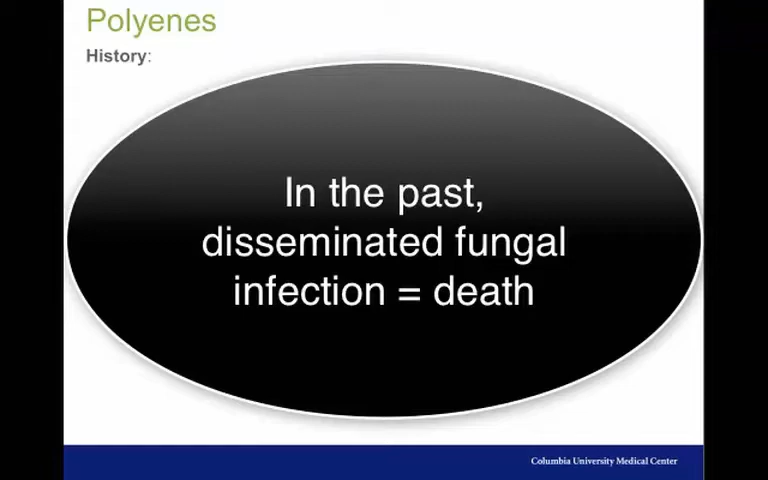 Polyenes
History:
In the past,
disseminated fungal
infection = death
Columbia University Medical Center